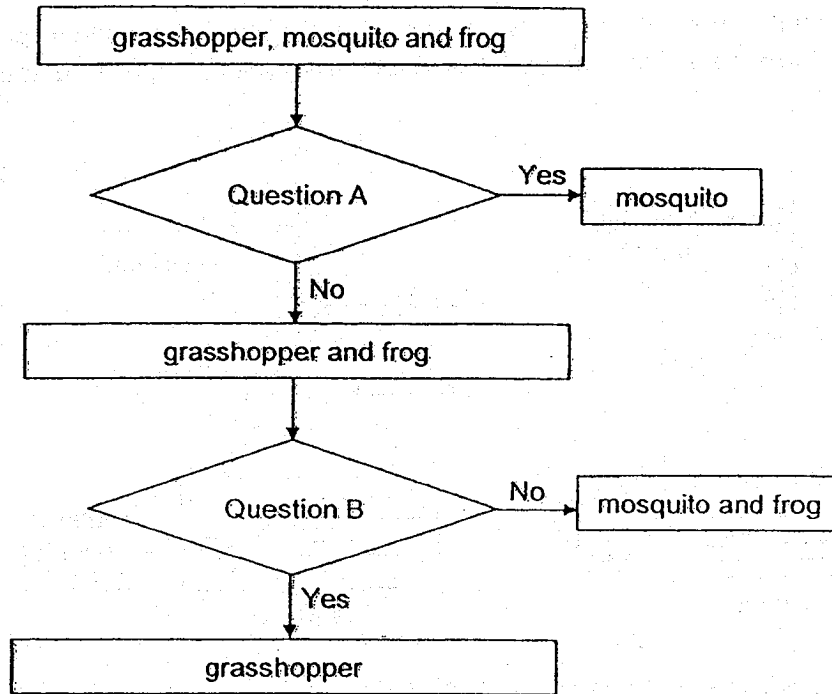 grasshopper, mosquito and frog
Question A
Yes
mosquito
No
grasshopper and frog
Question B
No
mosquito and frog
Yes
grasshopper